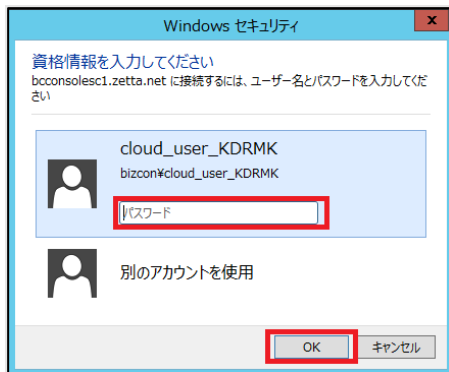 Windows セキュリティ
x
資格情報を入力してください
bcconsolesc1.zetta.net に接続するには、ユーザー名とパスワードを入力してくだ
さい
cloud_user_KDRMK
bizcon¥cloud_user_KDRMK
パスワード
別のアカウントを使用
OK キャンセル